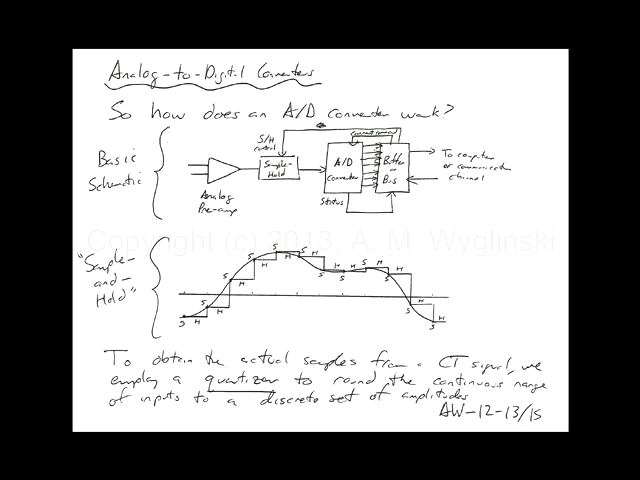 Analog-to-Digital Converters
So how does an A/D converter work?
Basic
Schematic
S/H
control
Sample-
Hold
Analog
Pre-amp
A/D
Converter
Status
Buffer
or
Bus
To computer
or communication
channel
Copyright (c) 2013, A. M. Wyglinski
"Sample-
and-
Hold"
S H S H S H S H S H S H S H S H S H S H S
To obtain the actual samples from a CT signal, we
employ a quantizer to round the continuous range
of inputs to a discrete set of amplitudes
AW-12-13/15